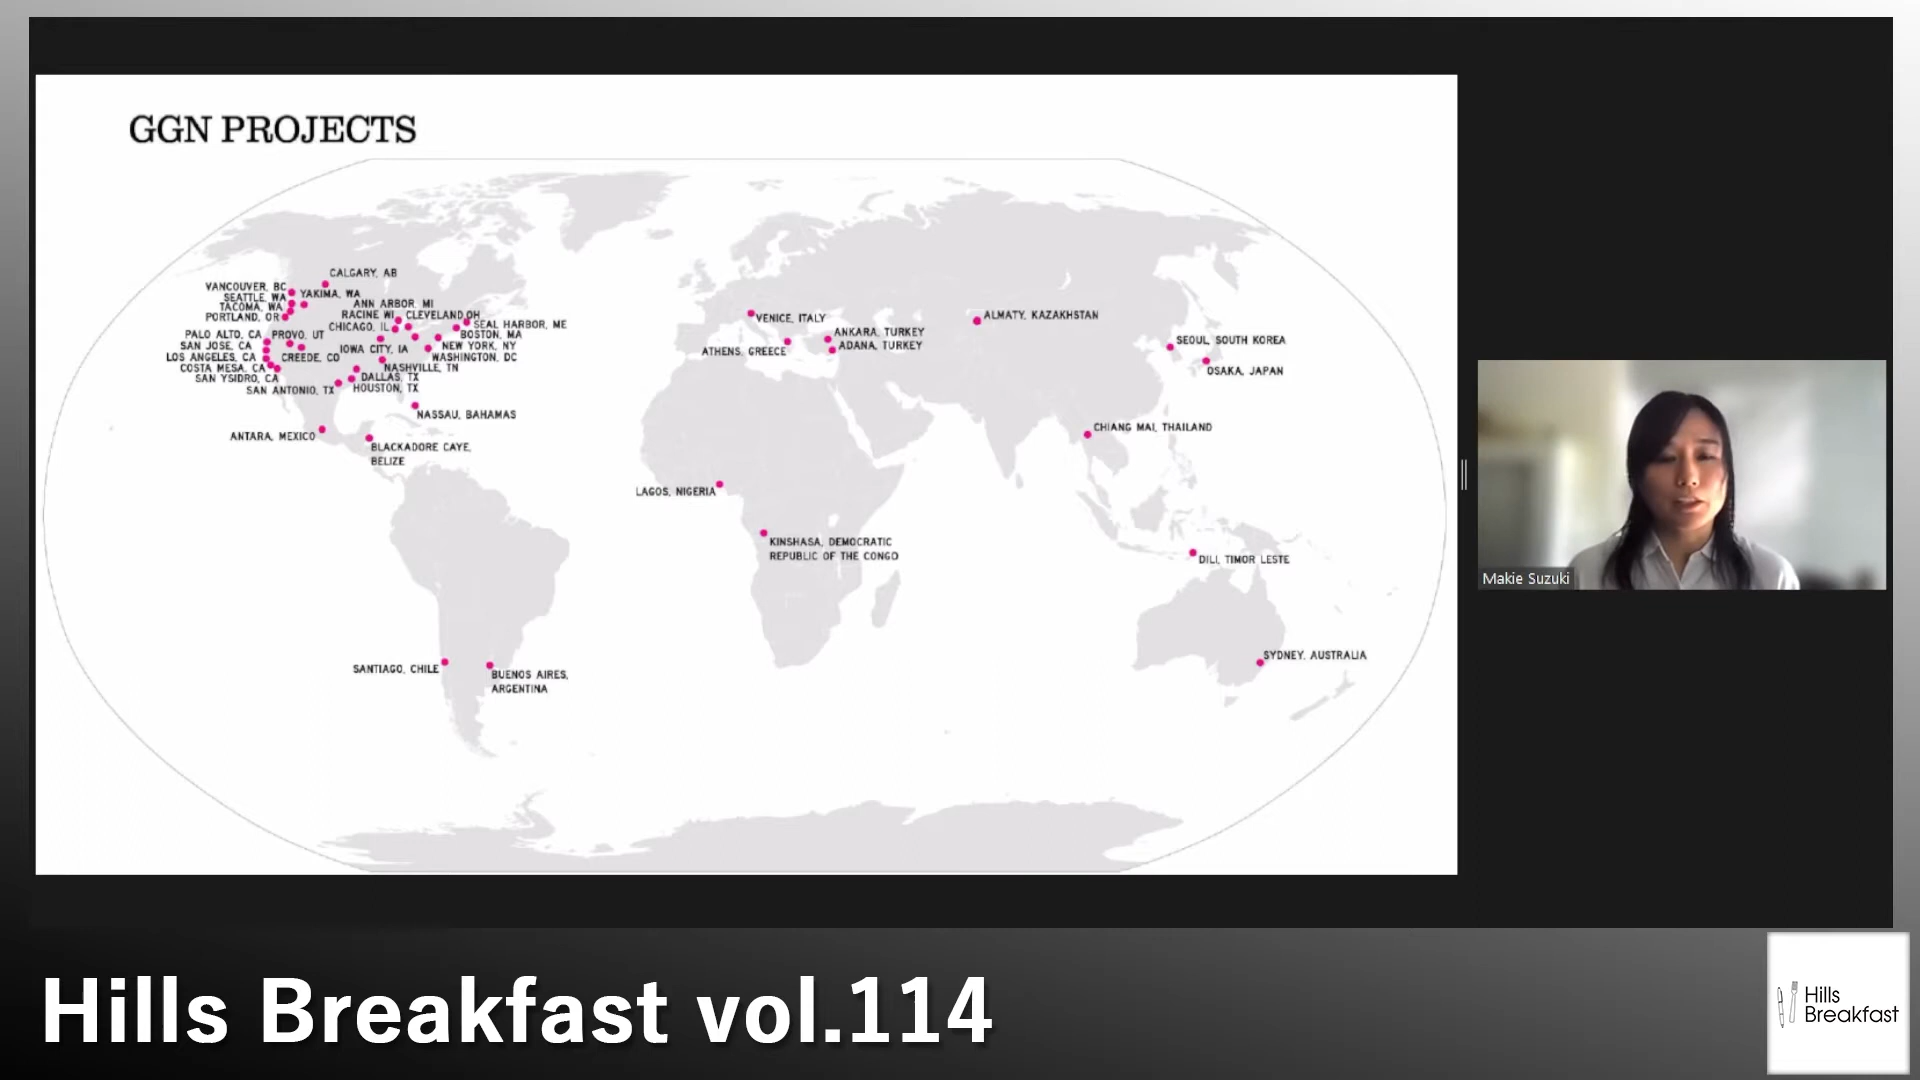 GGN PROJECTS
CALGARY, AB
VANCOUVER, BC
SEATTLE, WA
YAKIMA, WA
TACOMA, WA
PORTLAND, OR
ANN ARBOR, MI
RACINE WI
CLEVELAND,OH
CHICAGO, IL
SEAL HARBOR, ME
BOSTON, MA
PALO ALTO, CA
PROVO, UT
SAN JOSE, CA
IOWA CITY, IA
NEW YORK, NY
LOS ANGELES, CA
CREEDE, CO
WASHINGTON, DC
COSTA MESA, CA
NASHVILLE, TN
SAN YSIDRO, CA
DALLAS, TX
SAN ANTONIO, TX
HOUSTON, TX
NASSAU, BAHAMAS
ANTARA, MEXICO
BLACKADORE CAYE,
BELIZE
SANTIAGO, CHILE
BUENOS AIRES,
ARGENTINA
VENICE, ITALY
ANKARA, TURKEY
ADANA, TURKEY
ATHENS, GREECE
LAGOS, NIGERIA
KINSHASA, DEMOCRATIC
REPUBLIC OF THE CONGO
ALMATY, KAZAKHSTAN
SEOUL, SOUTH KOREA
OSAKA, JAPAN
CHIANG MAI, THAILAND
DILI, TIMOR LESTE
SYDNEY, AUSTRALIA
Makie Suzuki
Hills Breakfast vol.114
Hills
Breakfast